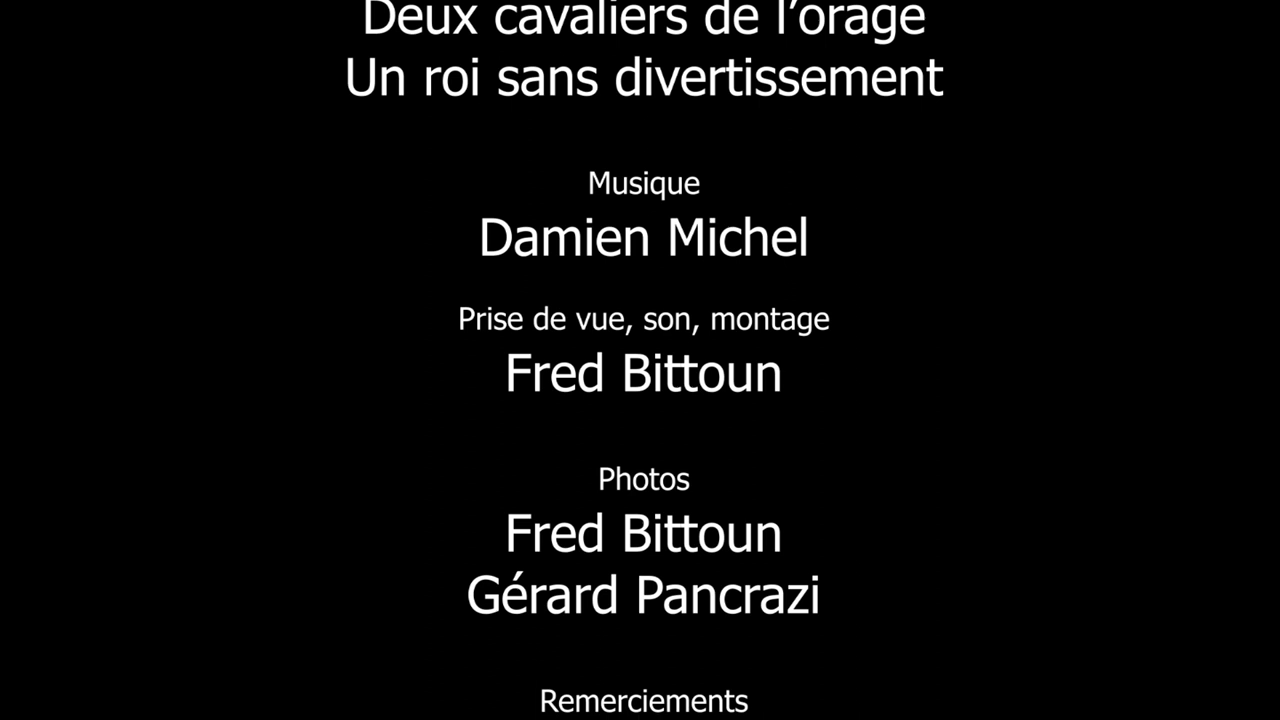 Deux cavaliers de l’orage
Un roi sans divertissement
Musique
Damien Michel
Prise de vue, son, montage
Fred Bittoun
Photos
Fred Bittoun
Gérard Pancrazi
Remerciements